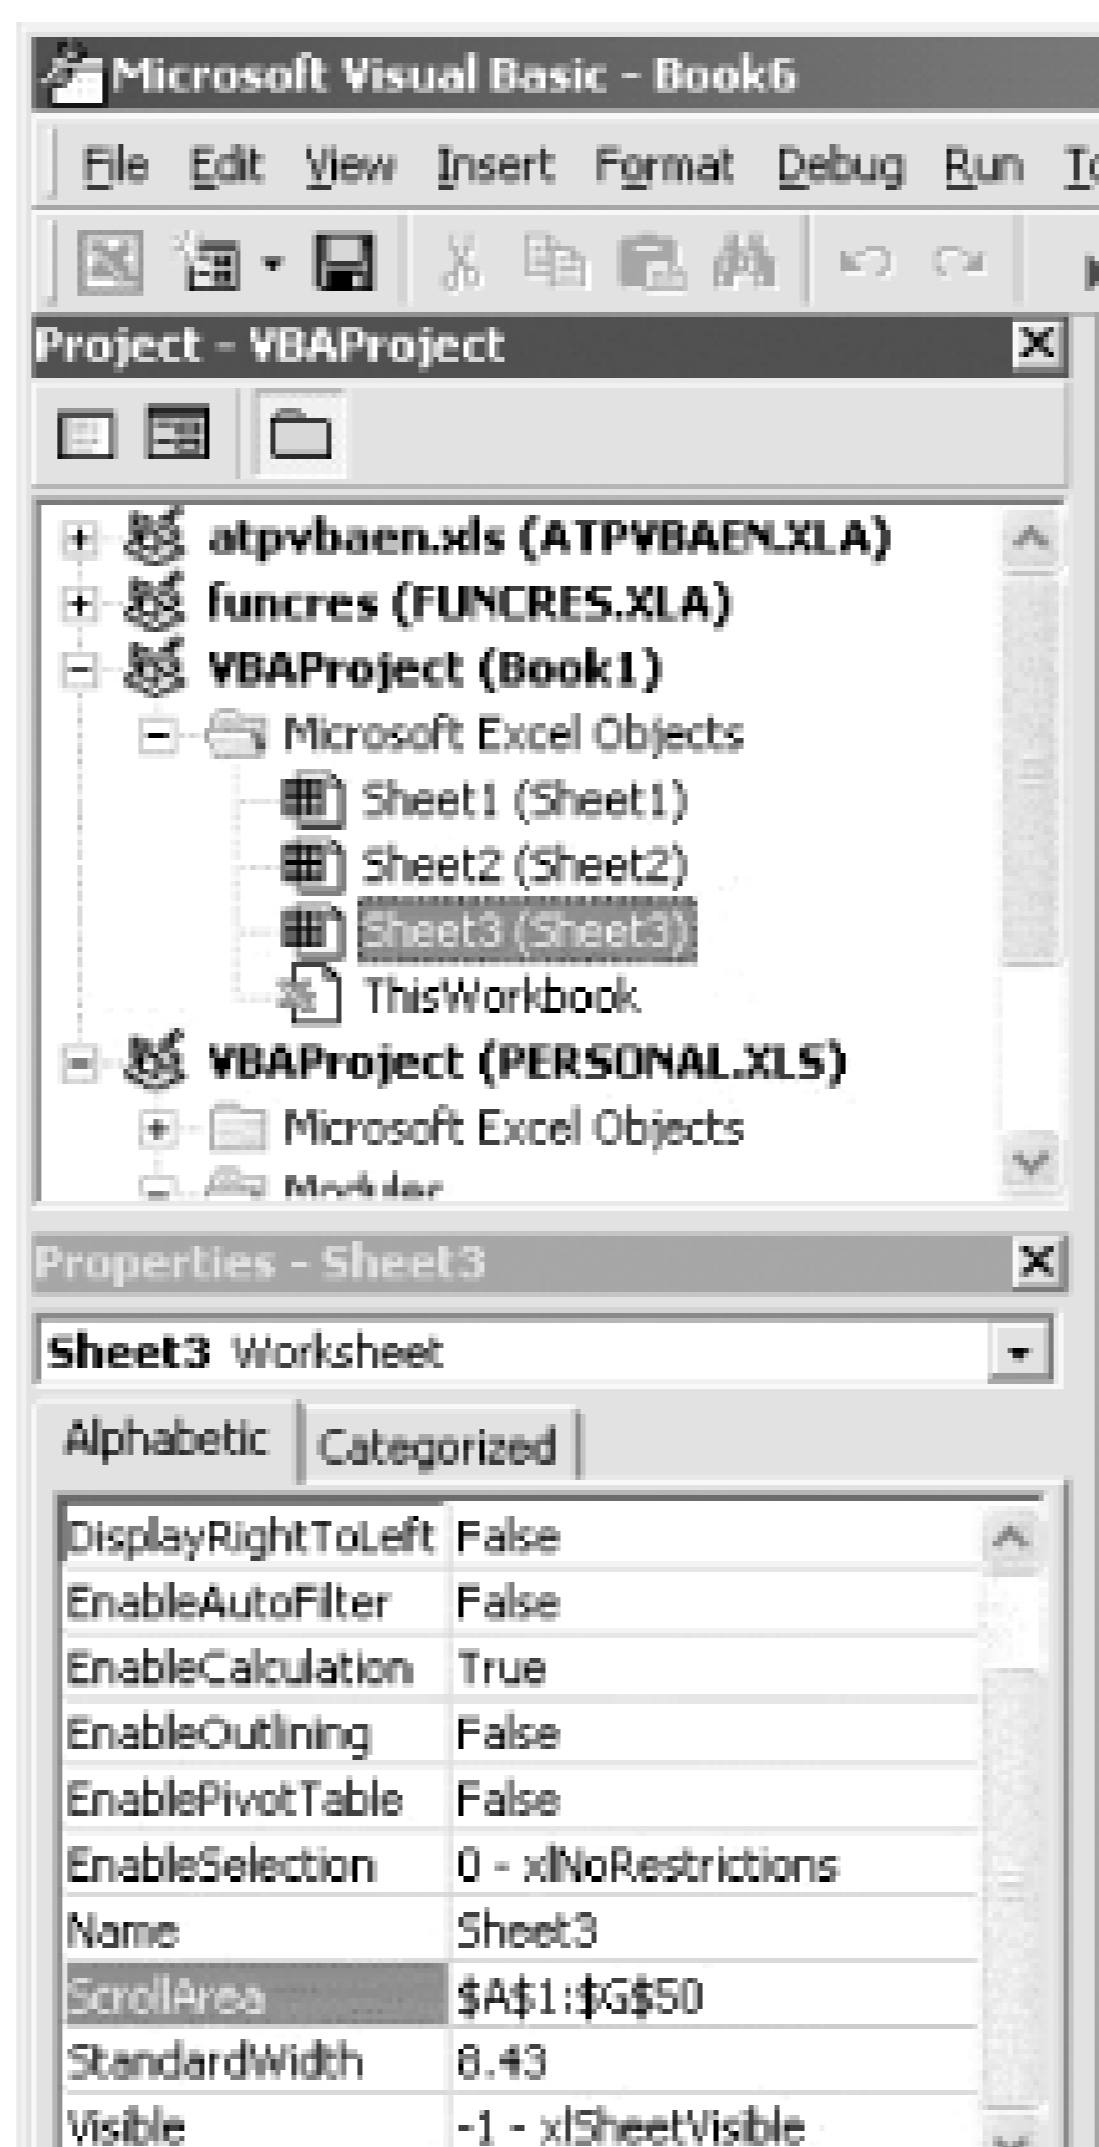 Microsoft Visual Basic - Book6
File Edit View Insert Format Debug Run
Project - VBAProject
atpvbaen.xls (ATPVBAEN.XLA)
funcres (FUNCRES.XLA)
VBAProject (Book1)
Microsoft Excel Objects
Sheet1 (Sheet1)
Sheet2 (Sheet2)
Sheet3 (Sheet3)
ThisWorkbook
VBAProject (PERSONAL.XLS)
Microsoft Excel Objects
Modules
Properties - Sheet3
Sheet3 Worksheet
Alphabetic Categorized
DisplayRightToLeft False
EnableAutoFilter False
EnableCalculation True
EnableOutlining False
EnablePivotTable False
EnableSelection 0 - xlNoRestrictions
Name Sheet3
ScrollArea $A$1:$G$50
StandardWidth 8.43
Visible -1 - xlSheetVisible